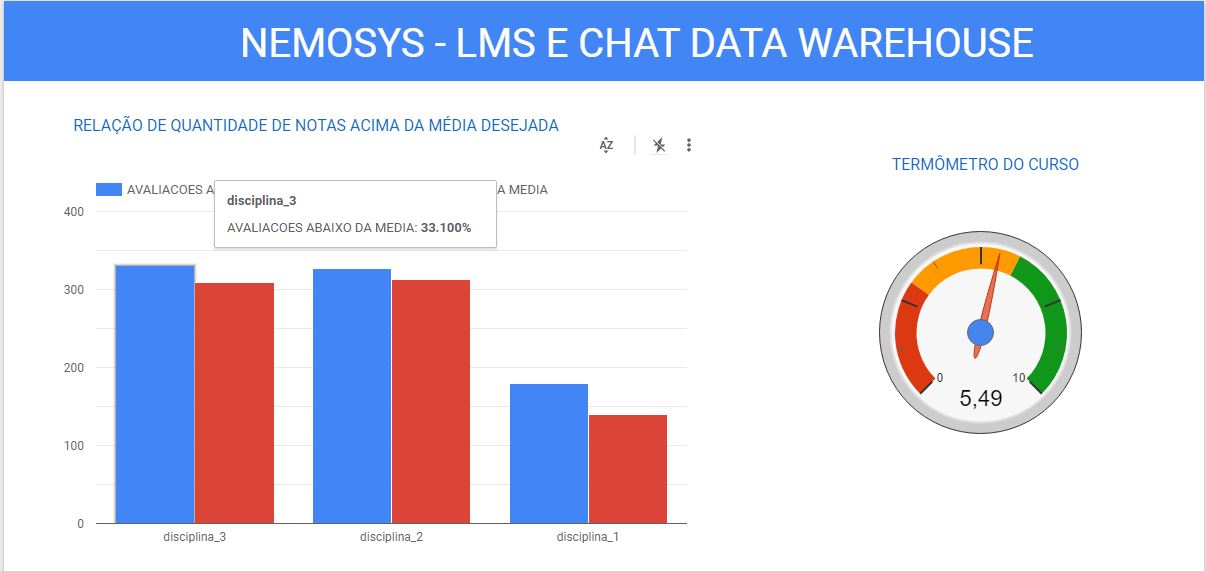 NEMOSYS - LMS E CHAT DATA WAREHOUSE
RELAÇÃO DE QUANTIDADE DE NOTAS ACIMA DA MÉDIA DESEJADA
AZ
TERMÔMETRO DO CURSO
AVALIACOES A
A MEDIA
disciplina_3
AVALIACOES ABAIXO DA MEDIA: 33.100%
400
300
200
100
0
disciplina_3
disciplina_2
disciplina_1
0
10
5,49